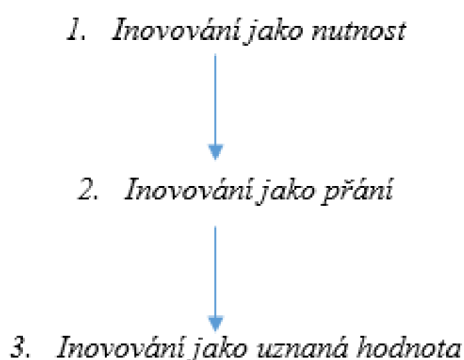 1. Inovování jako nutnost
2. Inovování jako přání
3. Inovování jako uznaná hodnota